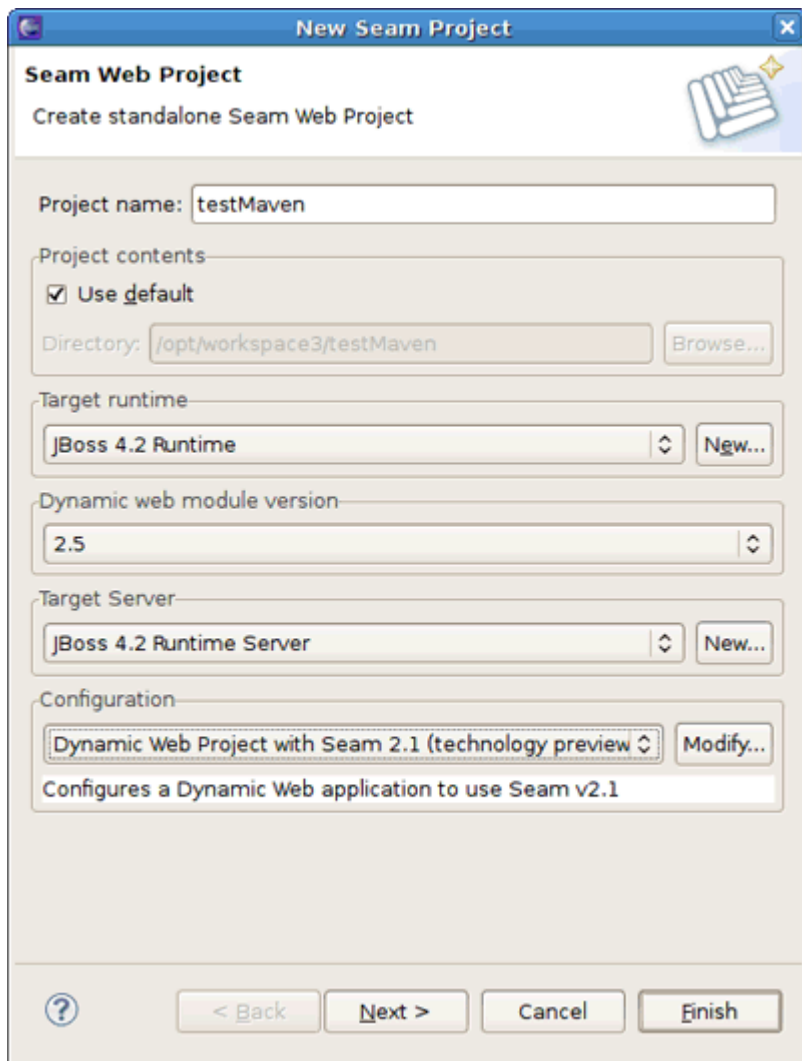 New Seam Project
Seam Web Project
Create standalone Seam Web Project
Project name: testMaven
Project contents
Use default
Directory: /opt/workspace3/testMaven Browse...
Target runtime
JBoss 4.2 Runtime New...
Dynamic web module version
2.5
Target Server
JBoss 4.2 Runtime Server New...
Configuration
Dynamic Web Project with Seam 2.1 (technology preview Modify...
Configures a Dynamic Web application to use Seam v2.1
? < Back Next > Cancel Finish